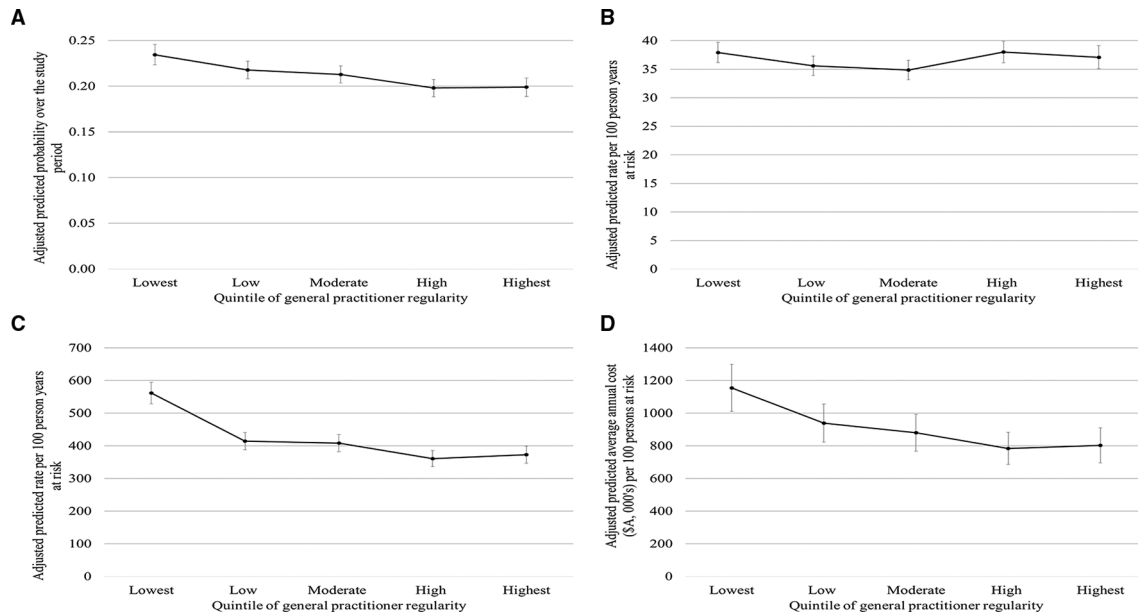 A
Adjusted predicted probability over the study
period
0.25
0.20
0.15
0.10
0.05
0.00
Lowest
Low
Moderate
High
Highest
Quintile of general practitioner regularity
B
Adjusted predicted rate per 100 person years
at risk
40
35
30
25
20
15
10
5
0
Lowest
Low
Moderate
High
Highest
Quintile of general practitioner regularity
C
Adjusted predicted rate per 100 person years
at risk
700
600
500
400
300
200
100
0
Lowest
Low
Moderate
High
Highest
Quintile of general practitioner regularity
D
Adjusted predicted average annual cost
($A, 000's) per 100 persons at risk
1400
1200
1000
800
600
400
200
0
Lowest
Low
Moderate
High
Highest
Quintile of general practitioner regularity